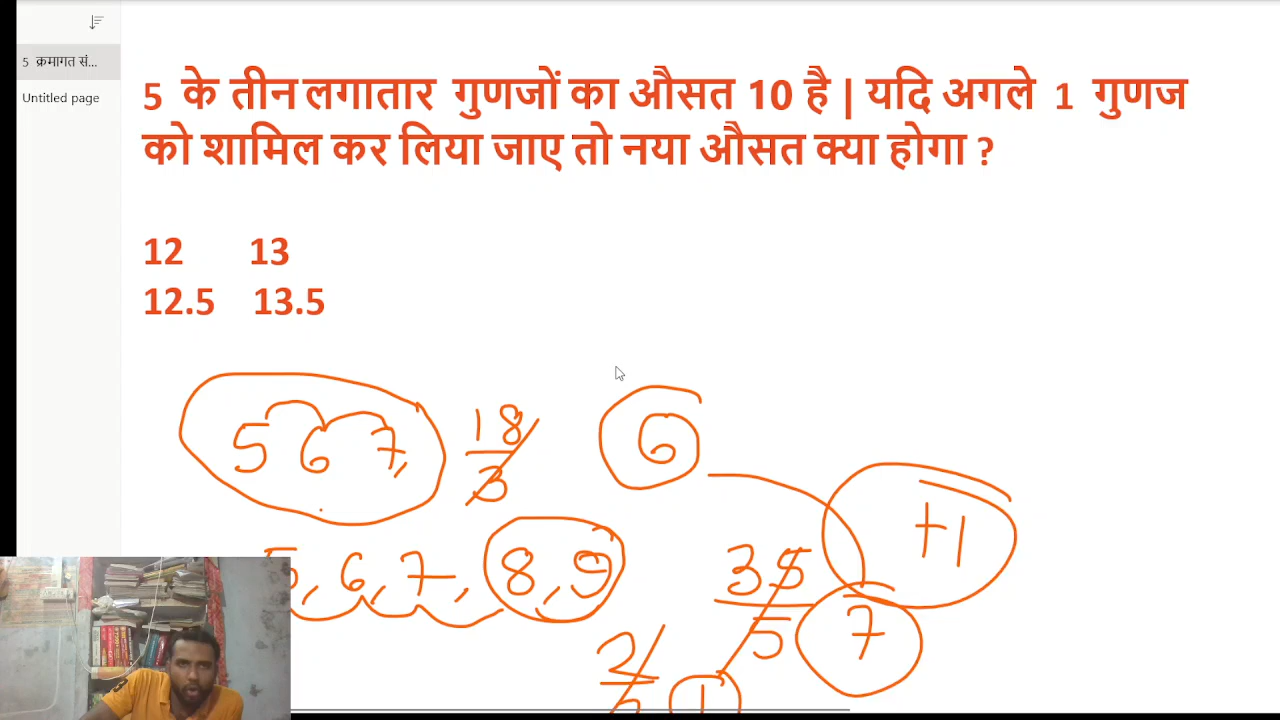 5 क्रमागत सं...
Untitled page
5 के तीन लगातार गुणजों का औसत 10 है | यदि अगले 1 गुणज
को शामिल कर लिया जाए तो नया औसत क्या होगा ?
12 13
12.5 13.5
5 6 7,
18
3
6
+1
5, 6, 7, 8, 9
35
5
7
2
1